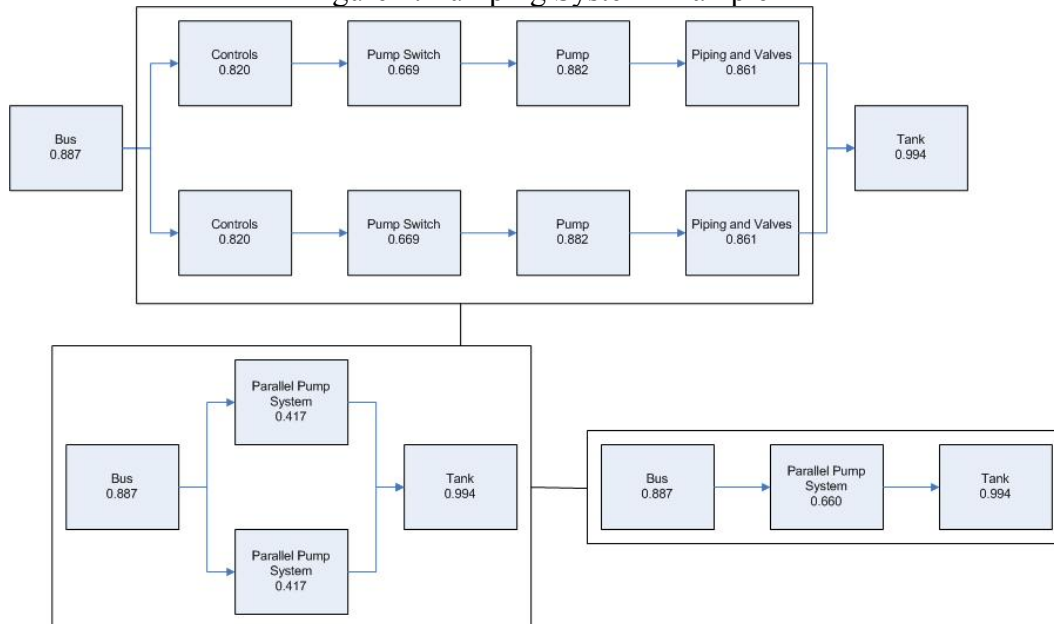 Controls
0.820
Pump Switch
0.669
Pump
0.882
Piping and Valves
0.861
Bus
0.887
Tank
0.994
Controls
0.820
Pump Switch
0.669
Pump
0.882
Piping and Valves
0.861
Parallel Pump
System
0.417
Bus
0.887
Tank
0.994
Parallel Pump
System
0.417
Bus
0.887
Parallel Pump
System
0.660
Tank
0.994